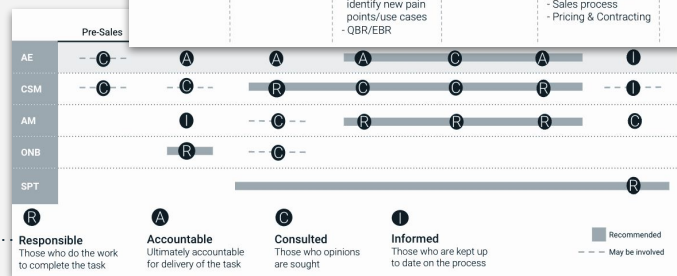 identify new pain
points/use cases
- QBR/EBR
- Sales process
- Pricing & Contracting
Pre-Sales
AE C A A A C A I
CSM C C R C C R I
AM I C R R R C
ONB R C
SPT R
R
Responsible
Those who do the work
to complete the task
A
Accountable
Ultimately accountable
for delivery of the task
C
Consulted
Those who opinions
are sought
I
Informed
Those who are kept up
to date on the process
Recommended
May be involved